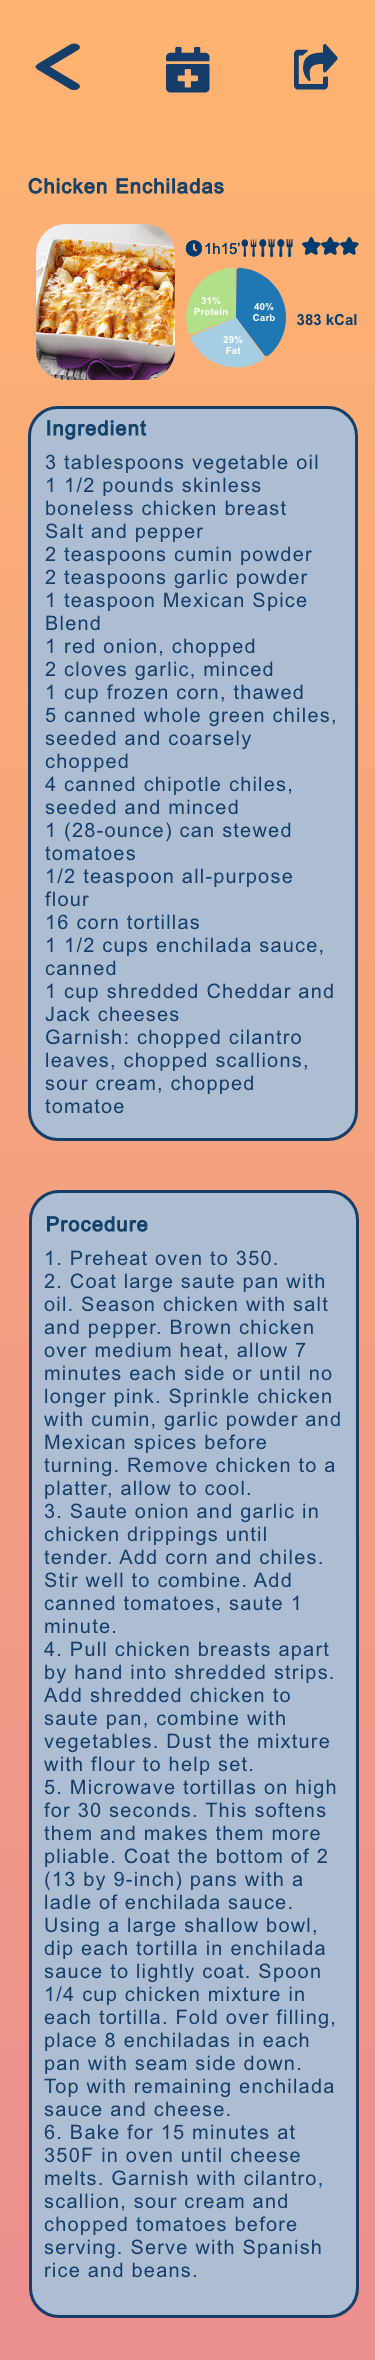 Chicken Enchiladas
1h15'
31%
Protein
40%
Carb
29%
Fat
383 kCal
Ingredient
3 tablespoons vegetable oil
1 1/2 pounds skinless
boneless chicken breast
Salt and pepper
2 teaspoons cumin powder
2 teaspoons garlic powder
1 teaspoon Mexican Spice
Blend
1 red onion, chopped
2 cloves garlic, minced
1 cup frozen corn, thawed
5 canned whole green chiles,
seeded and coarsely
chopped
4 canned chipotle chiles,
seeded and minced
1 (28-ounce) can stewed
tomatoes
1/2 teaspoon all-purpose
flour
16 corn tortillas
1 1/2 cups enchilada sauce,
canned
1 cup shredded Cheddar and
Jack cheeses
Garnish: chopped cilantro
leaves, chopped scallions,
sour cream, chopped
tomatoe
Procedure
1. Preheat oven to 350.
2. Coat large saute pan with
oil. Season chicken with salt
and pepper. Brown chicken
over medium heat, allow 7
minutes each side or until no
longer pink. Sprinkle chicken
with cumin, garlic powder and
Mexican spices before
turning. Remove chicken to a
platter, allow to cool.
3. Saute onion and garlic in
chicken drippings until
tender. Add corn and chiles.
Stir well to combine. Add
canned tomatoes, saute 1
minute.
4. Pull chicken breasts apart
by hand into shredded strips.
Add shredded chicken to
saute pan, combine with
vegetables. Dust the mixture
with flour to help set.
5. Microwave tortillas on high
for 30 seconds. This softens
them and makes them more
pliable. Coat the bottom of 2
(13 by 9-inch) pans with a
ladle of enchilada sauce.
Using a large shallow bowl,
dip each tortilla in enchilada
sauce to lightly coat. Spoon
1/4 cup chicken mixture in
each tortilla. Fold over filling,
place 8 enchiladas in each
pan with seam side down.
Top with remaining enchilada
sauce and cheese.
6. Bake for 15 minutes at
350F in oven until cheese
melts. Garnish with cilantro,
scallion, sour cream and
chopped tomatoes before
serving. Serve with Spanish
rice and beans.